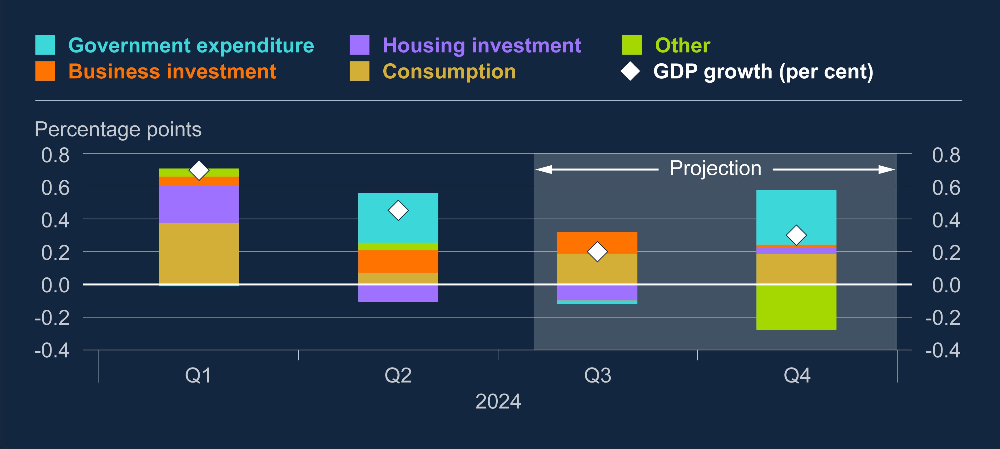 Government expenditure
Housing investment
Other
Business investment
Consumption
GDP growth (per cent)
Percentage points
0.8 0.8
Projection
0.6 0.6
0.4 0.4
0.2 0.2
0.0 0.0
-0.2 -0.2
-0.4 -0.4
Q1 Q2 Q3 Q4
2024